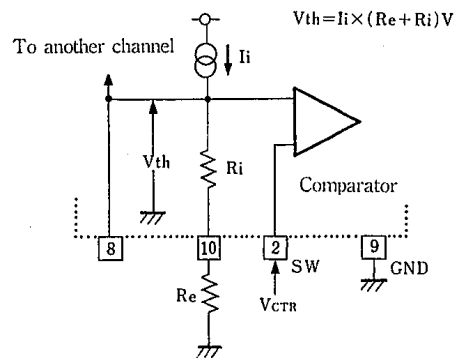 Vth=Ii×(Re+Ri)V
To another channel
Ii
Vth
Ri
Comparator
8
10
2
9
SW
GND
Re
VCTR